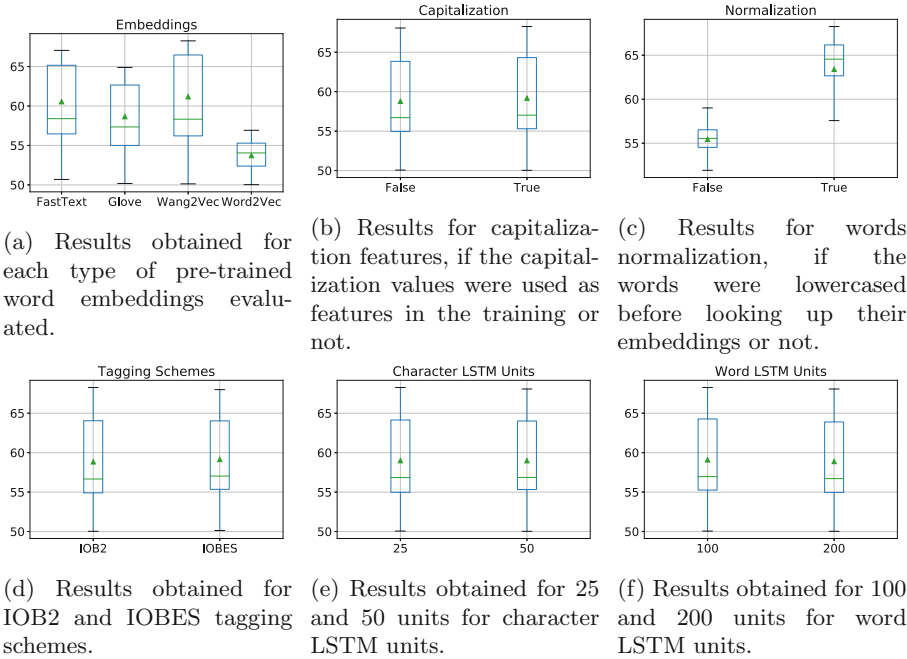 Embeddings
65
60
55
50
FastText Glove Wang2Vec Word2Vec
(a) Results obtained for
each type of pre-trained
word embeddings evalu-
ated.
Capitalization
65
60
55
50
False True
(b) Results for capitaliza-
tion features, if the capital-
ization values were used as
features in the training or
not.
Normalization
65
60
55
False True
(c) Results for words
normalization, if the
words were lowercased
before looking up their
embeddings or not.
Tagging Schemes
65
60
55
50
IOB2 IOBES
(d) Results obtained for
IOB2 and IOBES tagging
schemes.
Character LSTM Units
65
60
55
50
25 50
(e) Results obtained for 25
and 50 units for character
LSTM units.
Word LSTM Units
65
60
55
50
100 200
(f) Results obtained for 100
and 200 units for word
LSTM units.